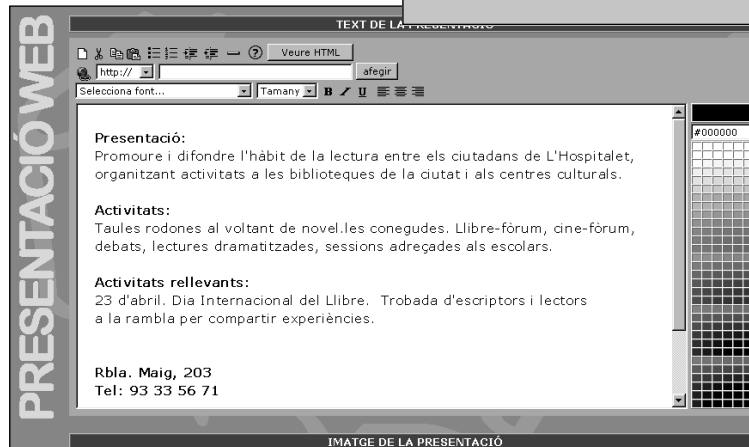 PRESENTACIÓ WEB
TEXT DE LA PRESENTACIÓ
Veure HTML
http://
afegir
Selecciona font...
Tamany
B I U
#000000
Presentació:
Promoure i difondre l'hàbit de la lectura entre els ciutadans de L'Hospitalet,
organitzant activitats a les biblioteques de la ciutat i als centres culturals.
Activitats:
Taules rodones al voltant de novel.les conegudes. Llibre-fòrum, cine-fòrum,
debats, lectures dramatitzades, sessions adreçades als escolars.
Activitats rellevants:
23 d'abril. Dia Internacional del Llibre. Trobada d'escriptors i lectors
a la rambla per compartir experiències.
Rbla. Maig, 203
Tel: 93 33 56 71
IMATGE DE LA PRESENTACIÓ